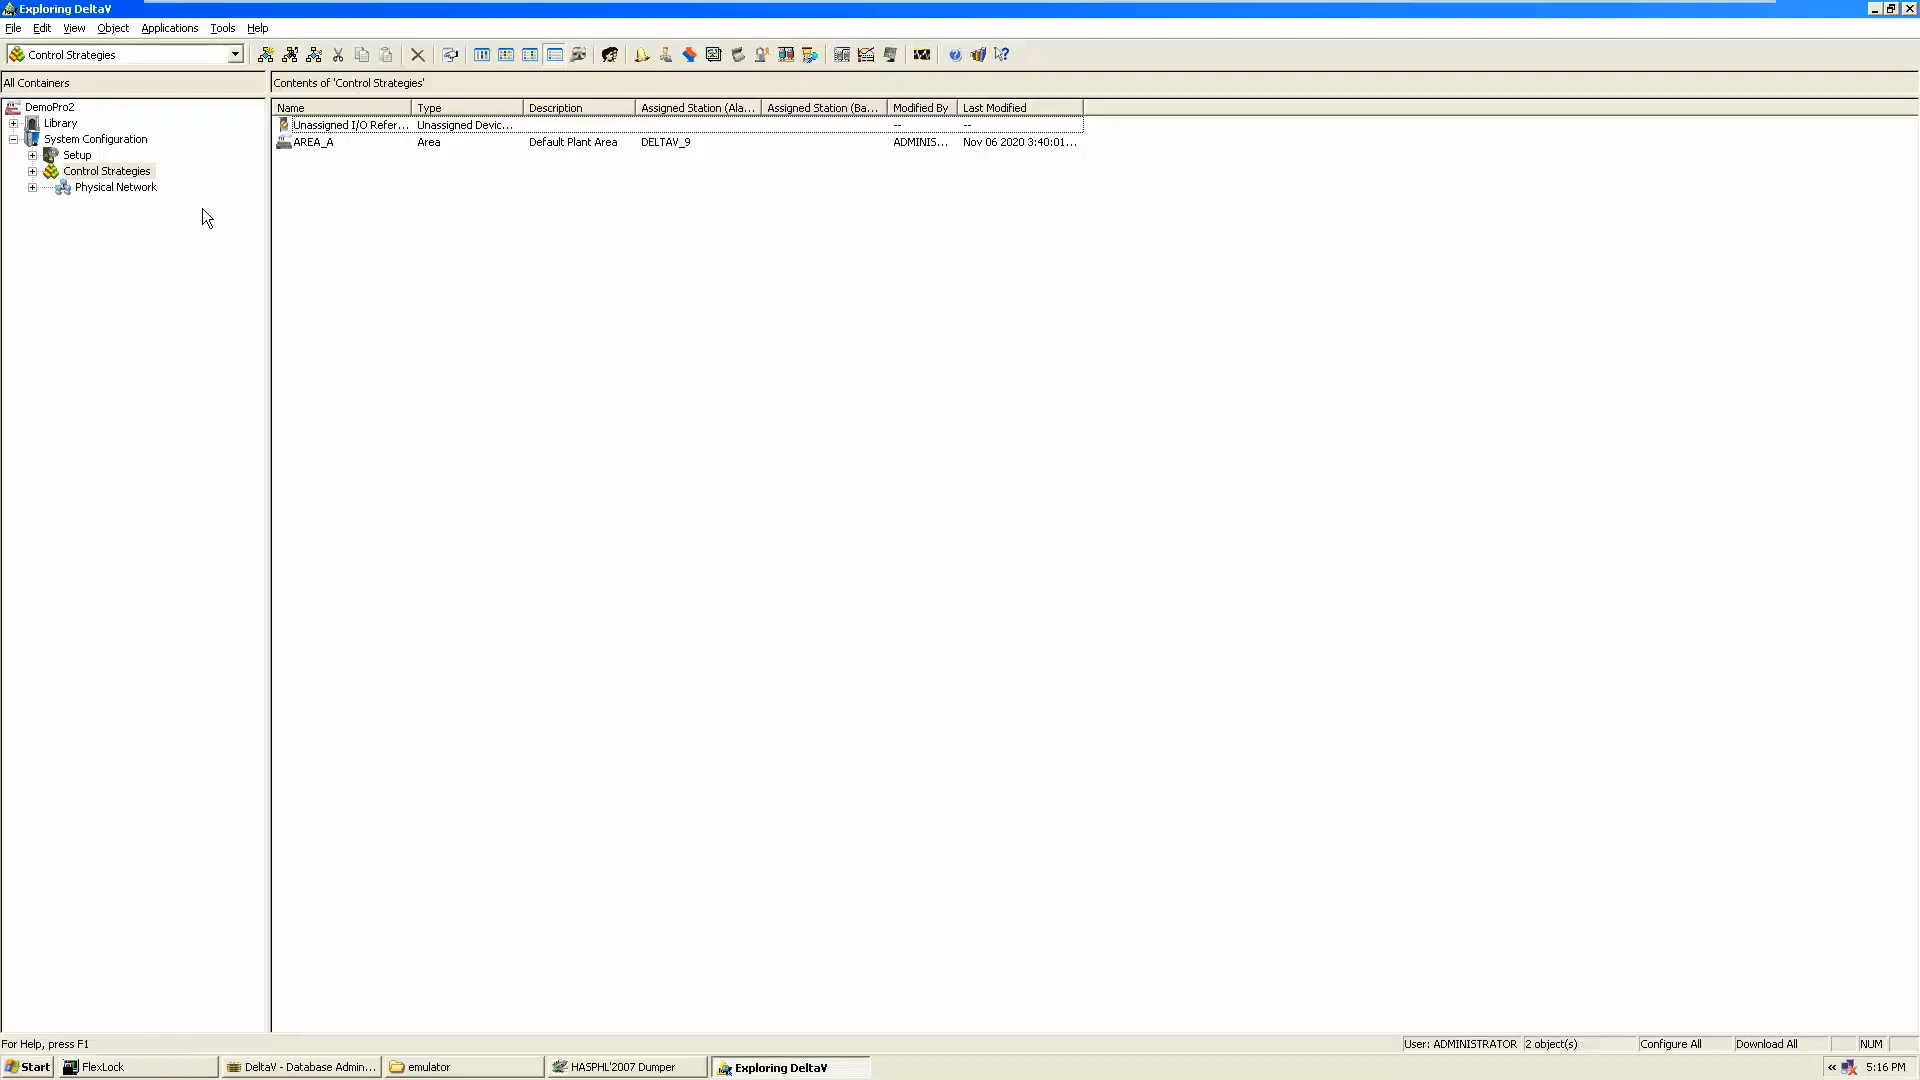 Exploring DeltaV
File Edit View Object Applications Tools Help
Control Strategies
All Containers
Contents of 'Control Strategies'
DemoPro2
Library
System Configuration
Setup
Control Strategies
Physical Network
Name Type Description Assigned Station (Ala... Assigned Station (Ba... Modified By Last Modified
Unassigned I/O Refer... Unassigned Devic... -- --
AREA_A Area Default Plant Area DELTAV_9 ADMINIS... Nov 06 2020 3:40:01...
For Help, press F1
User: ADMINISTRATOR 2 object(s) Configure All Download All NUM
Start FlexLock DeltaV - Database Admin... emulator HASPHL'2007 Dumper Exploring DeltaV « 5:16 PM